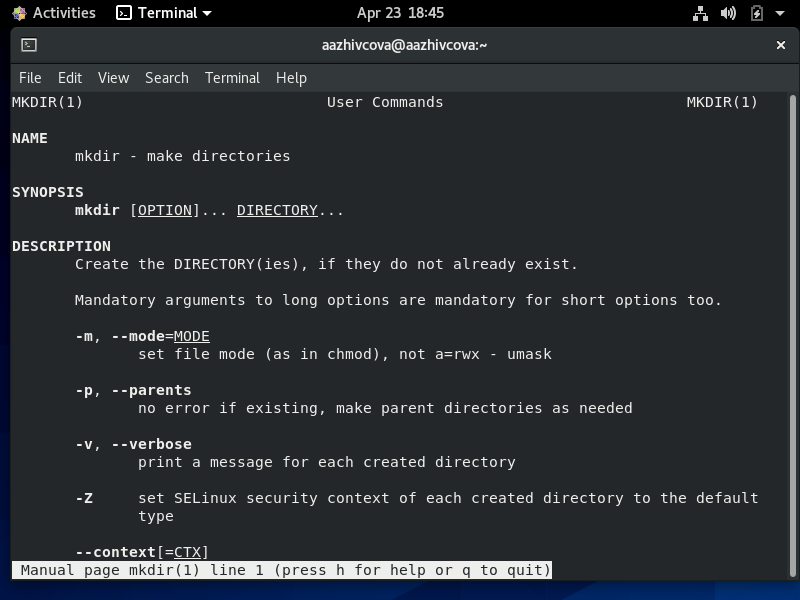 Activities Terminal Apr 23 18:45
aazhivcova@aazhivcova:~
File Edit View Search Terminal Help
MKDIR(1) User Commands MKDIR(1)
NAME
mkdir - make directories
SYNOPSIS
mkdir [OPTION]... DIRECTORY...
DESCRIPTION
Create the DIRECTORY(ies), if they do not already exist.
Mandatory arguments to long options are mandatory for short options too.
-m, --mode=MODE
set file mode (as in chmod), not a=rwx - umask
-p, --parents
no error if existing, make parent directories as needed
-v, --verbose
print a message for each created directory
-Z set SELinux security context of each created directory to the default
type
--context[=CTX]
Manual page mkdir(1) line 1 (press h for help or q to quit)